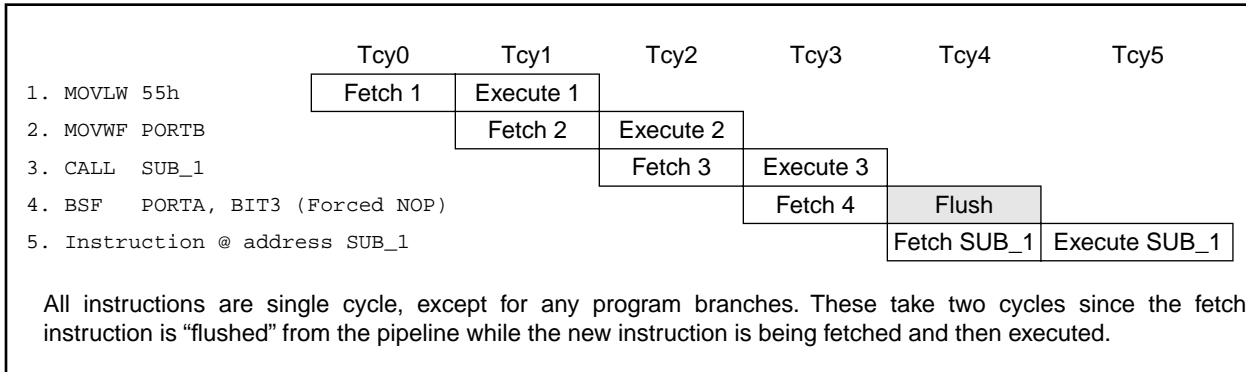 Tcy0 Tcy1 Tcy2 Tcy3 Tcy4 Tcy5
1. MOVLW 55h Fetch 1 Execute 1
2. MOVWF PORTB Fetch 2 Execute 2
3. CALL SUB_1 Fetch 3 Execute 3
4. BSF PORTA, BIT3 (Forced NOP) Fetch 4 Flush
5. Instruction @ address SUB_1 Fetch SUB_1 Execute SUB_1
All instructions are single cycle, except for any program branches. These take two cycles since the fetch
instruction is “flushed” from the pipeline while the new instruction is being fetched and then executed.